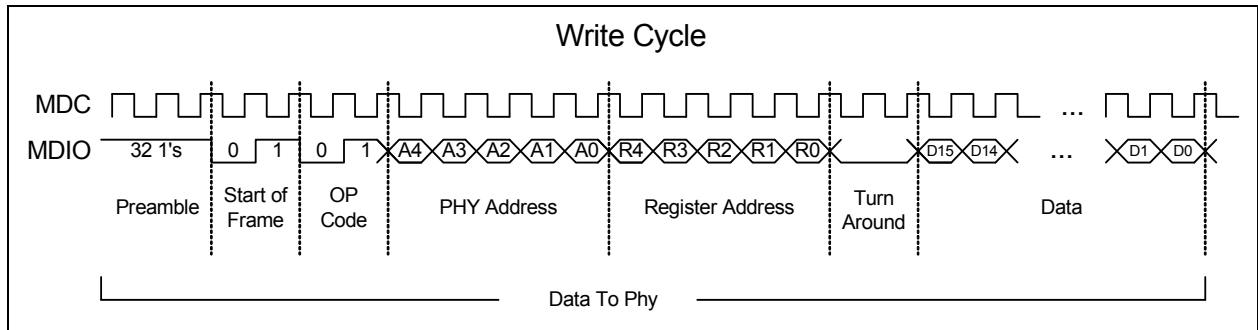 Write Cycle
MDC ...
MDIO 32 1's 0 1 0 1 A4 A3 A2 A1 A0 R4 R3 R2 R1 R0 D15 D14 ... D1 D0
Preamble
Start of
Frame
OP
Code
PHY Address
Register Address
Turn
Around
Data
Data To Phy